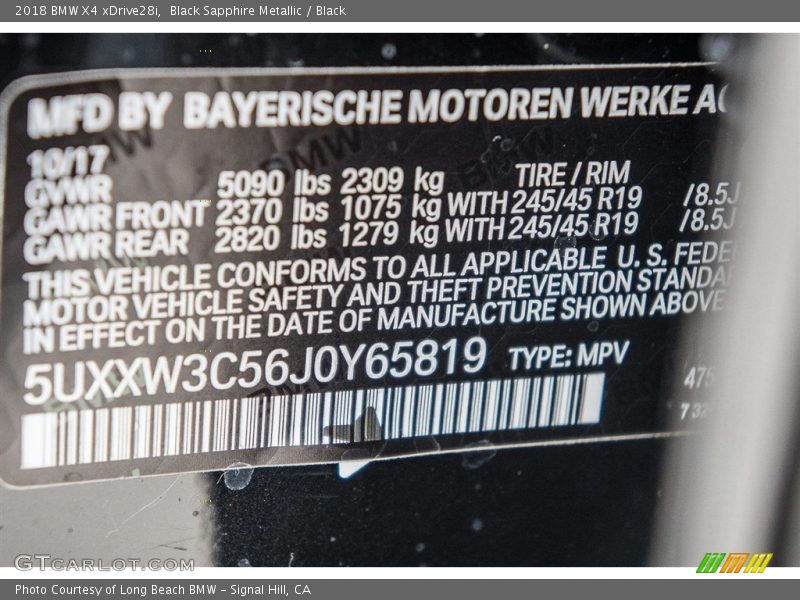 2018 BMW X4 xDrive28i, Black Sapphire Metallic / Black
MFD BY BAYERISCHE MOTOREN WERKE AG
10/17
GVWR 5090 lbs 2309 kg TIRE / RIM
GAWR FRONT 2370 lbs 1075 kg WITH 245/45 R19 /8.5J
GAWR REAR 2820 lbs 1279 kg WITH 245/45 R19 /8.5J
THIS VEHICLE CONFORMS TO ALL APPLICABLE U. S. FEDE
MOTOR VEHICLE SAFETY AND THEFT PREVENTION STANDA
IN EFFECT ON THE DATE OF MANUFACTURE SHOWN ABOVE
5UXXW3C56J0Y65819 TYPE: MPV
475
7 32
GTCARLOT.COM
Photo Courtesy of Long Beach BMW – Signal Hill, CA